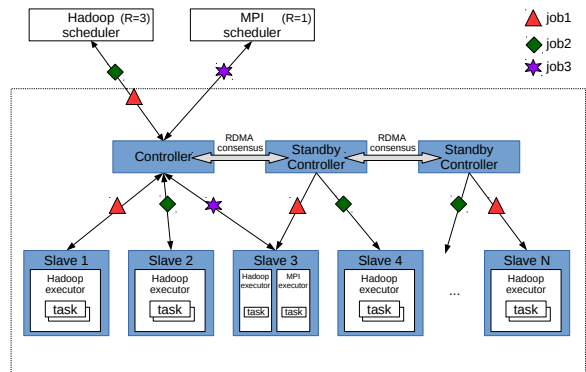 Hadoop (R=3)
scheduler
MPI (R=1)
scheduler
job1
job2
job3
Controller
RDMA
consensus
Standby
Controller
RDMA
consensus
Standby
Controller
Slave 1
Hadoop
executor
task
Slave 2
Hadoop
executor
task
Slave 3
Hadoop
executor
task
MPI
executor
task
Slave 4
Hadoop
executor
task
...
Slave N
Hadoop
executor
task